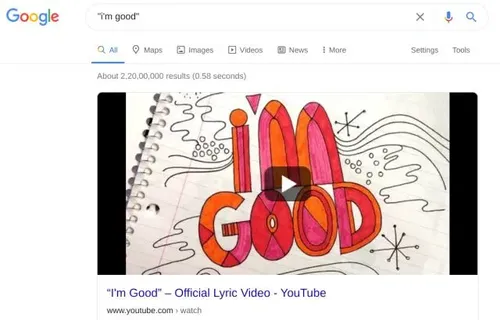 Google "i'm good"
All Maps Images Videos News More Settings Tools
About 2,20,00,000 results (0.58 seconds)
i'M
GOOD
“I'm Good” – Official Lyric Video - YouTube
www.youtube.com › watch